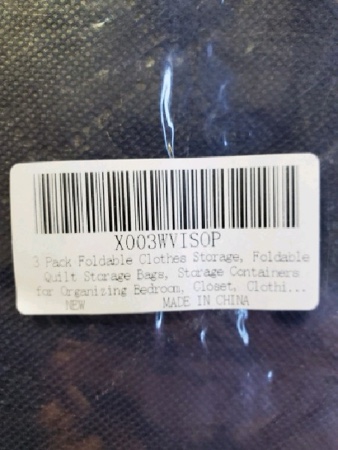 X003WVISOP
3 Pack Foldable Clothes Storage, Foldable
Quilt Storage Bags, Storage Containers
for Organizing Bedroom, Closet, Clothi...
NEW MADE IN CHINA